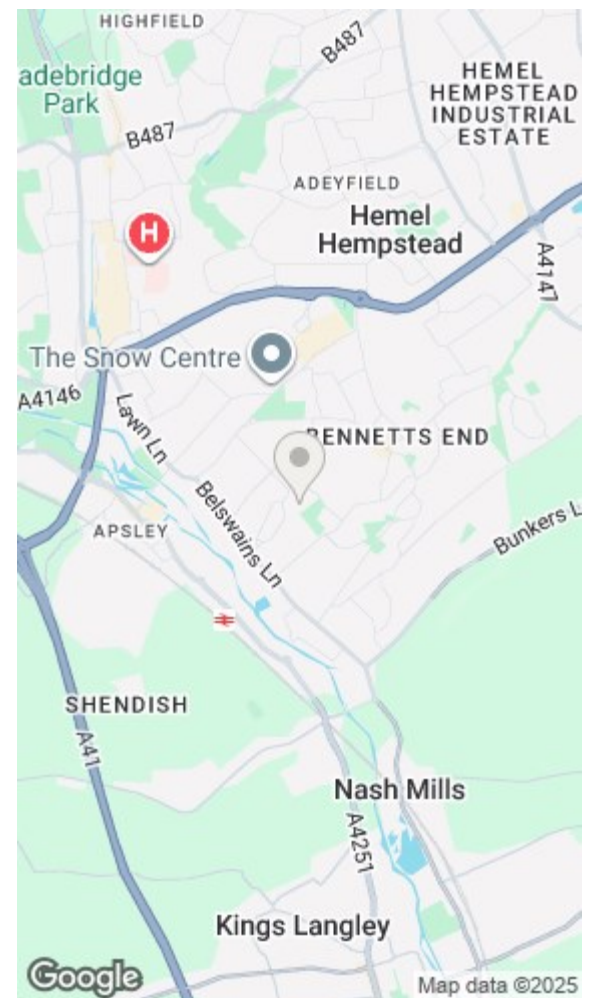 HIGHFIELD
B487
adebridge
Park
HEMEL
HEMPSTEAD
INDUSTRIAL
ESTATE
B487
ADEYFIELD
H
Hemel
Hempstead
A4147
The Snow Centre
A4146
Lawn Ln
BENNETTS END
Belswains Ln
APSLEY
Bunkers L
SHENDISH
A41
Nash Mills
A4251
Kings Langley
Google
Map data ©2025